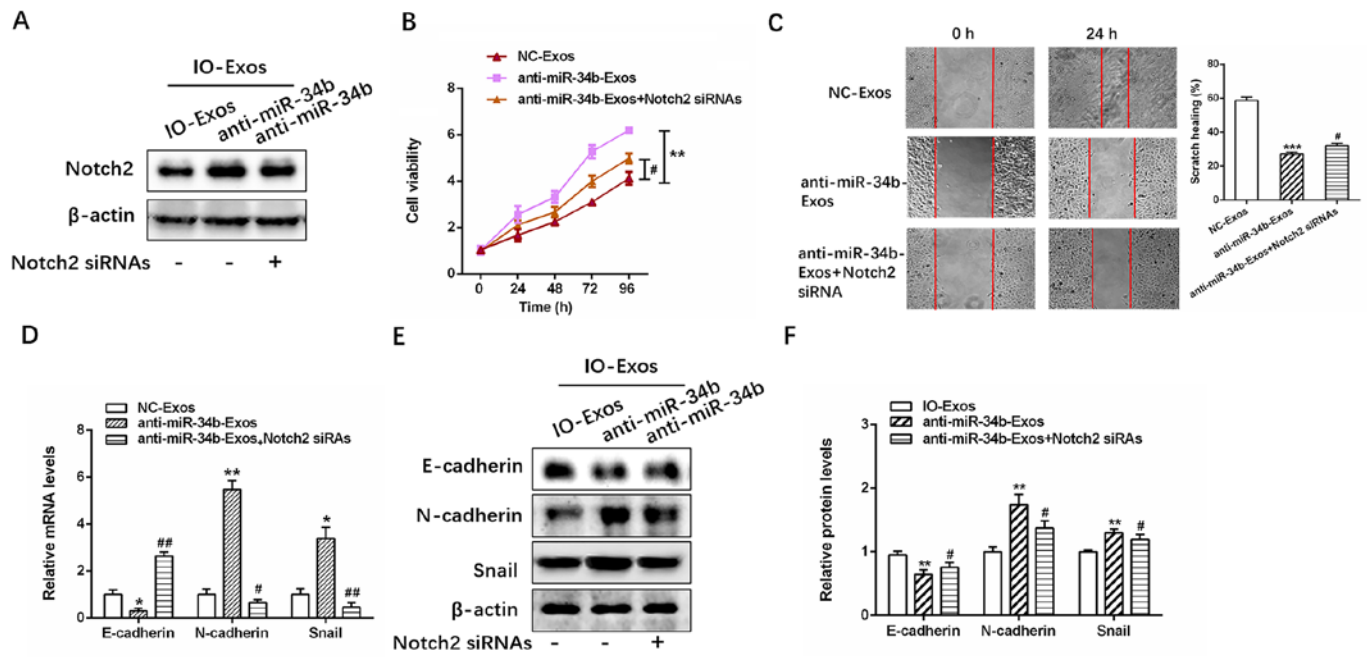 A
IO-Exos
IO-Exos
anti-miR-34b
anti-miR-34b
Notch2
β-actin
Notch2 siRNAs - - +
B
NC-Exos
anti-miR-34b-Exos
anti-miR-34b-Exos+Notch2 siRNAs
Cell viability
8
6
4
2
0
**
#
0 24 48 72 96
Time (h)
C
0 h 24 h
NC-Exos
anti-miR-34b-
Exos
anti-miR-34b-
Exos+Notch2
siRNA
Scratch healing (%)
80
60
40
20
0
***
#
NC-Exos
anti-miR-34b-Exos
anti-miR-34b-Exos+Notch2 siRNAs
D
NC-Exos
anti-miR-34b-Exos
anti-miR-34b-Exos+Notch2 siRAs
Relative mRNA levels
8
6
4
2
0
* ## ** # * ##
E-cadherin N-cadherin Snail
E
IO-Exos
IO-Exos
anti-miR-34b
anti-miR-34b
E-cadherin
N-cadherin
Snail
β-actin
Notch2 siRNAs - - +
F
IO-Exos
anti-miR-34b-Exos
anti-miR-34b-Exos+Notch2 siRAs
Relative protein levels
3
2
1
0
** # ** # ** #
E-cadherin N-cadherin Snail